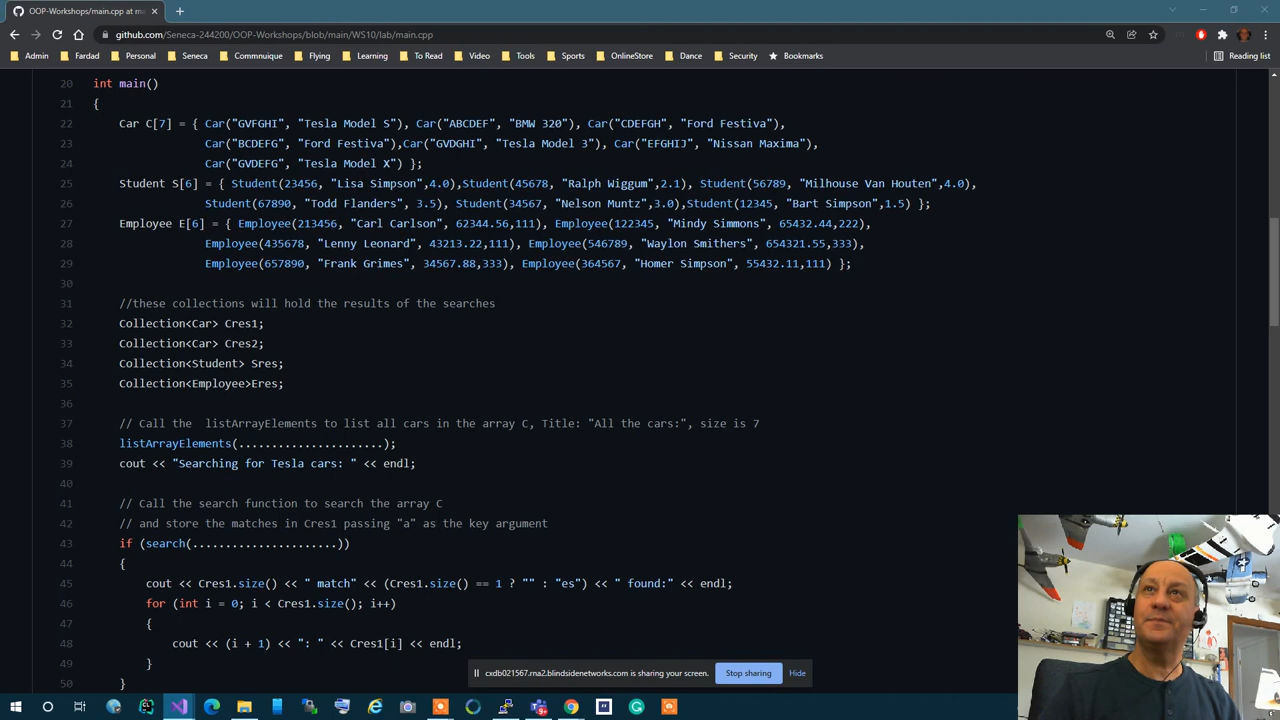 OOP-Workshops/main.cpp at m
github.com/Seneca-244200/OOP-Workshops/blob/main/WS10/lab/main.cpp
Admin Fardad Personal Seneca Commnuique Flying Learning To Read Video Tools Sports OnlineStore Dance Security Bookmarks Reading list
20 int main()
21 {
22 Car C[7] = { Car("GVFGHI", "Tesla Model S"), Car("ABCDEF", "BMW 320"), Car("CDEFGH", "Ford Festiva"),
23 Car("BCDEFG", "Ford Festiva"),Car("GVDGHI", "Tesla Model 3"), Car("EFGHIJ", "Nissan Maxima"),
24 Car("GVDEFG", "Tesla Model X") };
25 Student S[6] = { Student(23456, "Lisa Simpson",4.0),Student(45678, "Ralph Wiggum",2.1), Student(56789, "Milhouse Van Houten",4.0),
26 Student(67890, "Todd Flanders", 3.5), Student(34567, "Nelson Muntz",3.0),Student(12345, "Bart Simpson",1.5) };
27 Employee E[6] = { Employee(213456, "Carl Carlson", 62344.56,111), Employee(122345, "Mindy Simmons", 65432.44,222),
28 Employee(435678, "Lenny Leonard", 43213.22,111), Employee(546789, "Waylon Smithers", 654321.55,333),
29 Employee(657890, "Frank Grimes", 34567.88,333), Employee(364567, "Homer Simpson", 55432.11,111) };
30
31 //these collections will hold the results of the searches
32 Collection<Car> Cres1;
33 Collection<Car> Cres2;
34 Collection<Student> Sres;
35 Collection<Employee>Eres;
36
37 // Call the  listArrayElements to list all cars in the array C, Title: "All the cars:", size is 7
38 listArrayElements(......................);
39 cout << "Searching for Tesla cars: " << endl;
40
41 // Call the search function to search the array C
42 // and store the matches in Cres1 passing "a" as the key argument
43 if (search(......................))
44 {
45 cout << Cres1.size() << " match" << (Cres1.size() == 1 ? "" : "es") << " found:" << endl;
46 for (int i = 0; i < Cres1.size(); i++)
47 {
48 cout << (i + 1) << ": " << Cres1[i] << endl;
49 }
50 }
cxdb021567.rna2.blindsidenetworks.com is sharing your screen. Stop sharing Hide